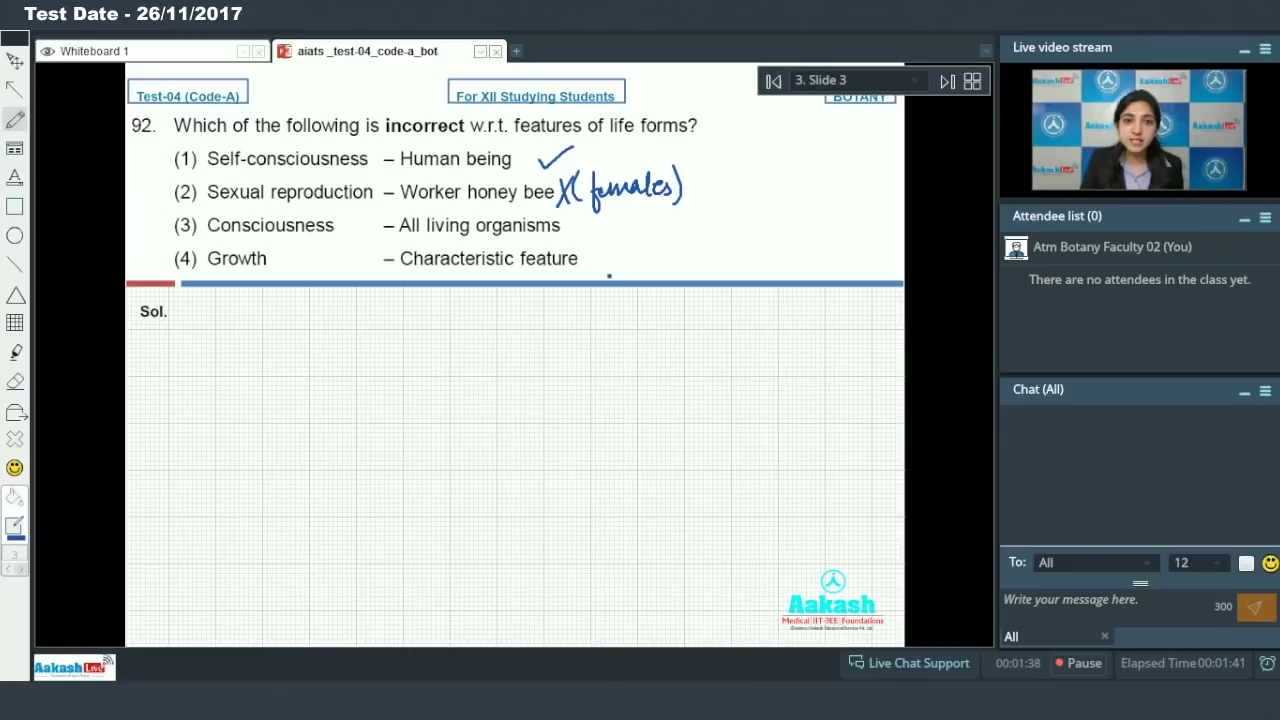 Test Date - 26/11/2017
Whiteboard 1
aiats _test-04_code-a_bot
Live video stream
3. Slide 3
Test-04 (Code-A)
For XII Studying Students
BOTANY
92. Which of the following is incorrect w.r.t. features of life forms?
(1) Self-consciousness – Human being
(2) Sexual reproduction – Worker honey bee X (females)
(3) Consciousness – All living organisms
(4) Growth – Characteristic feature
Sol.
Aakash
Medical|IIT-JEE|Foundations
Attendee list (0)
Atm Botany Faculty 02 (You)
There are no attendees in the class yet.
Chat (All)
To: All 12
Write your message here. 300
All
3
Aakash Live
Live Chat Support
00:01:38
Pause
Elapsed Time 00:01:41